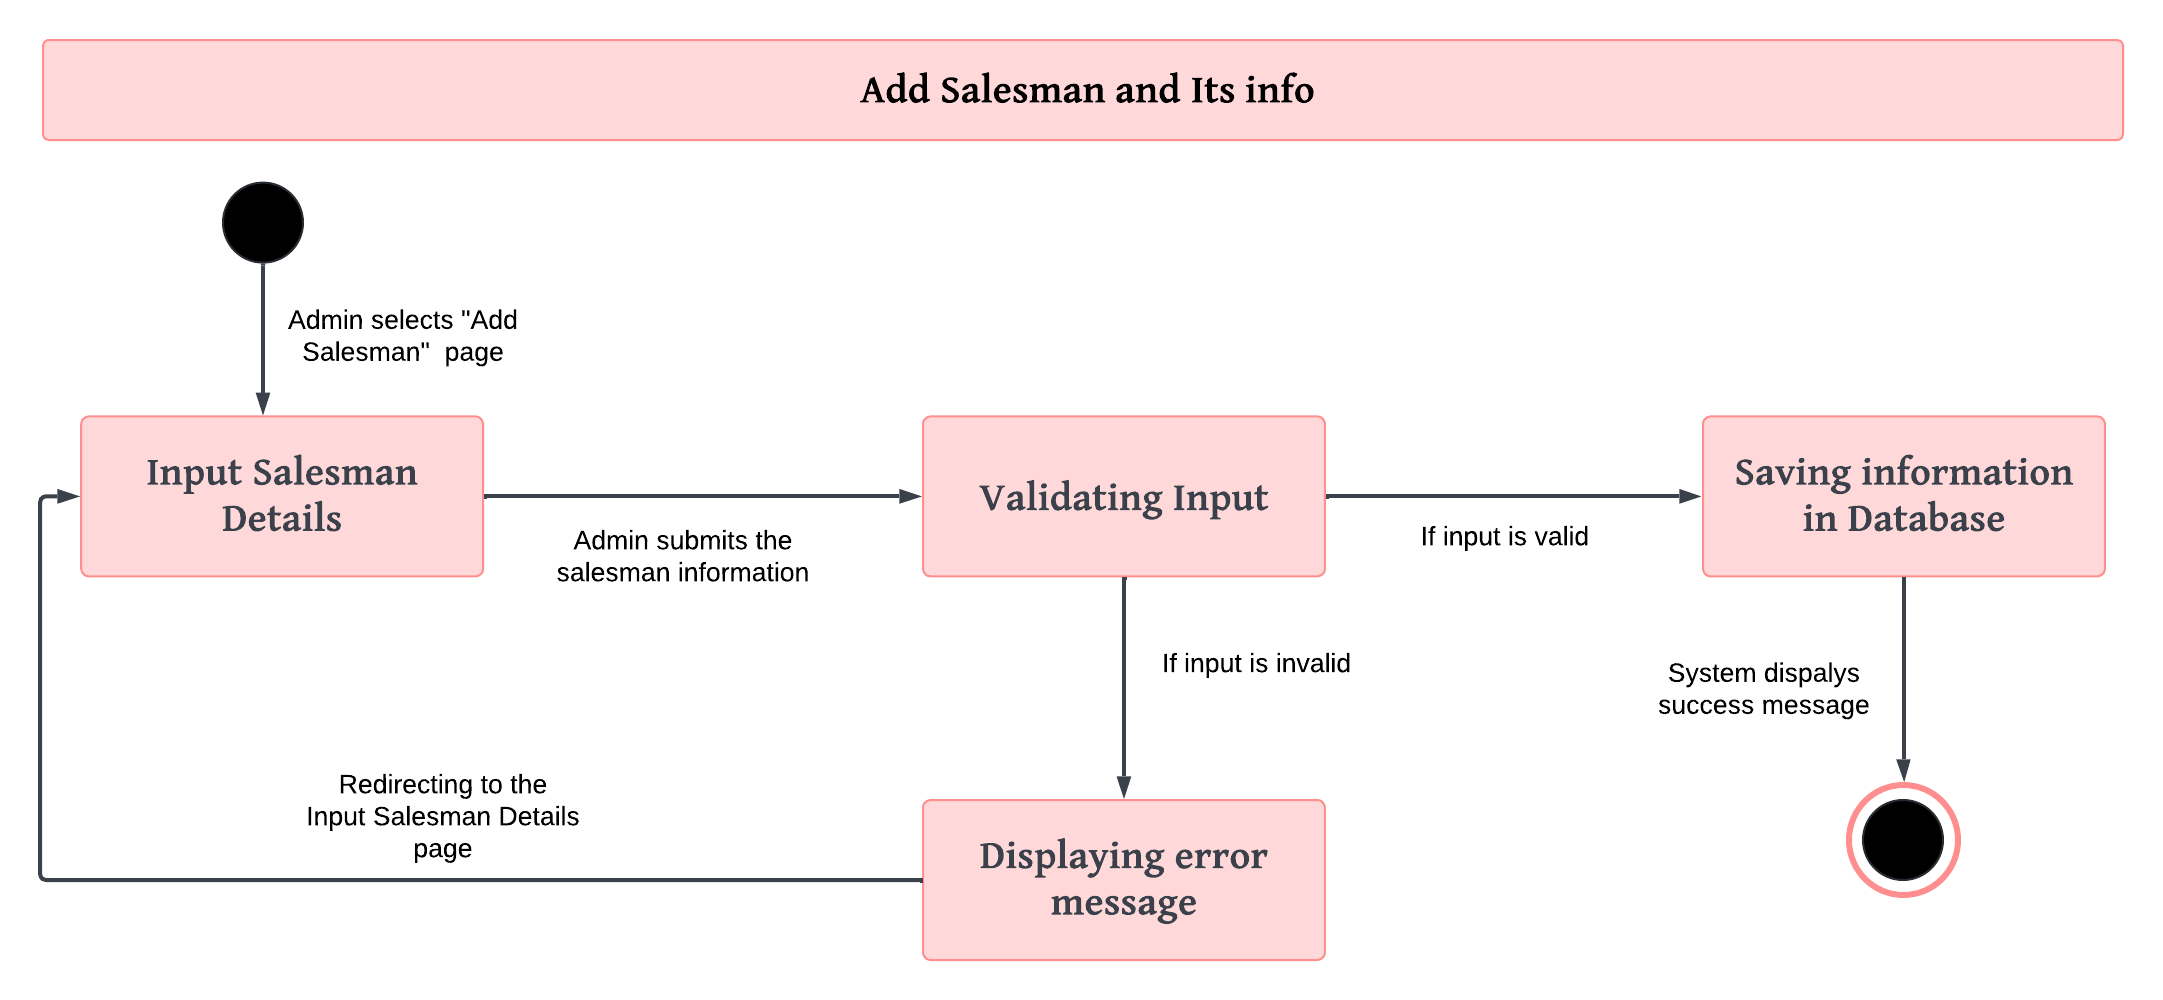 Add Salesman and Its info
Admin selects "Add
Salesman"  page
Input Salesman
Details
Admin submits the
salesman information
Validating Input
If input is valid
Saving information
in Database
If input is invalid
System dispalys
success message
Redirecting to the
Input Salesman Details
page
Displaying error
message